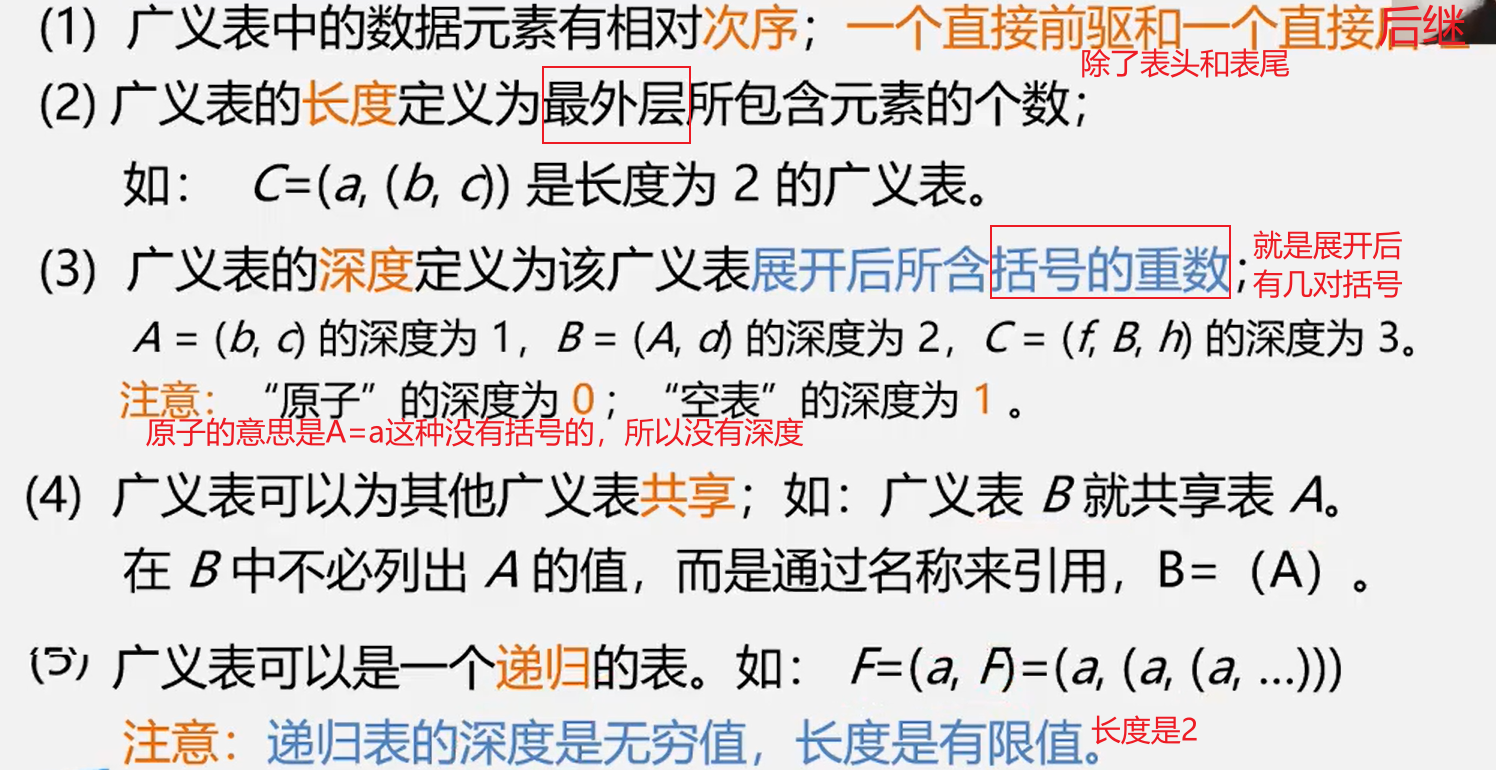 (1) 广义表中的数据元素有相对次序；一个直接前驱和一个直接后继
除了表头和表尾
(2) 广义表的长度定义为最外层所包含元素的个数；
如： C=(a, (b, c)) 是长度为 2 的广义表。
(3) 广义表的深度定义为该广义表展开后所含括号的重数；
就是展开后
有几对括号
A = (b, c) 的深度为 1，B = (A, d) 的深度为 2，C = (f, B, h) 的深度为 3。
注意：“原子”的深度为 0 ；“空表”的深度为 1 。
原子的意思是A=a这种没有括号的，所以没有深度
(4) 广义表可以为其他广义表共享；如：广义表 B 就共享表 A。
在 B 中不必列出 A 的值，而是通过名称来引用，B=（A）。
(5) 广义表可以是一个递归的表。如： F=(a, F)=(a, (a, (a, …)))
注意：递归表的深度是无穷值，长度是有限值。
长度是2